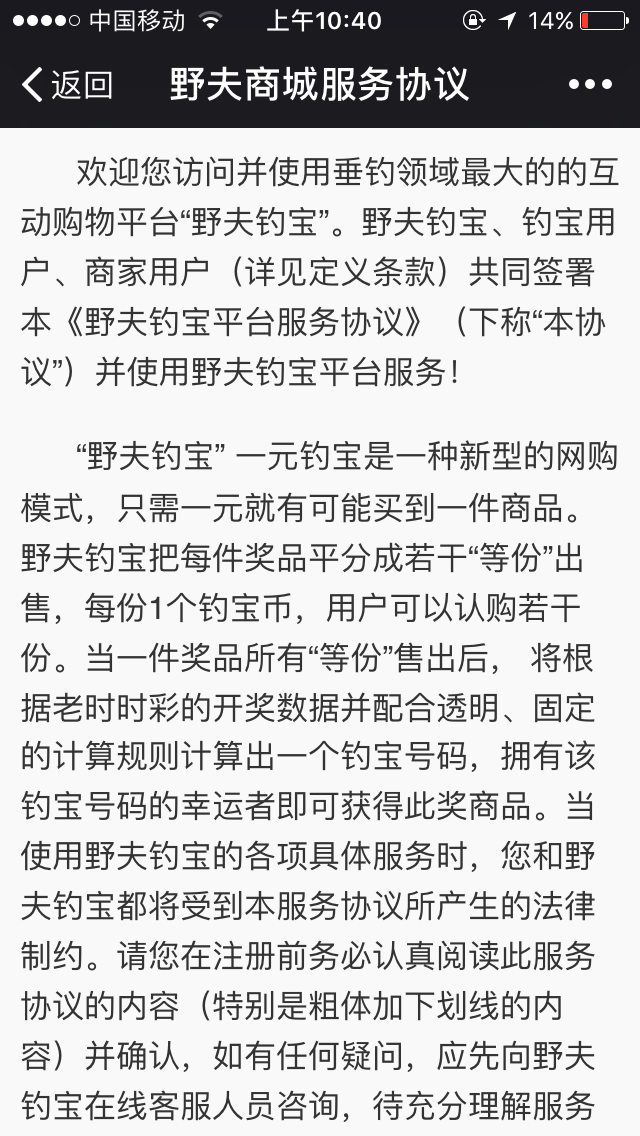 中国移动 上午10:40 14%
返回 野夫商城服务协议
欢迎您访问并使用垂钓领域最大的的互
动购物平台“野夫钓宝”。野夫钓宝、钓宝用
户、商家用户（详见定义条款）共同签署
本《野夫钓宝平台服务协议》（下称“本协
议”）并使用野夫钓宝平台服务！
“野夫钓宝” 一元钓宝是一种新型的网购
模式，只需一元就有可能买到一件商品。
野夫钓宝把每件奖品平分成若干“等份”出
售，每份1个钓宝币，用户可以认购若干
份。当一件奖品所有“等份”售出后， 将根
据老时时彩的开奖数据并配合透明、固定
的计算规则计算出一个钓宝号码，拥有该
钓宝号码的幸运者即可获得此奖商品。当
使用野夫钓宝的各项具体服务时，您和野
夫钓宝都将受到本服务协议所产生的法律
制约。请您在注册前务必认真阅读此服务
协议的内容（特别是粗体加下划线的内
容）并确认，如有任何疑问，应先向野夫
钓宝在线客服人员咨询，待充分理解服务